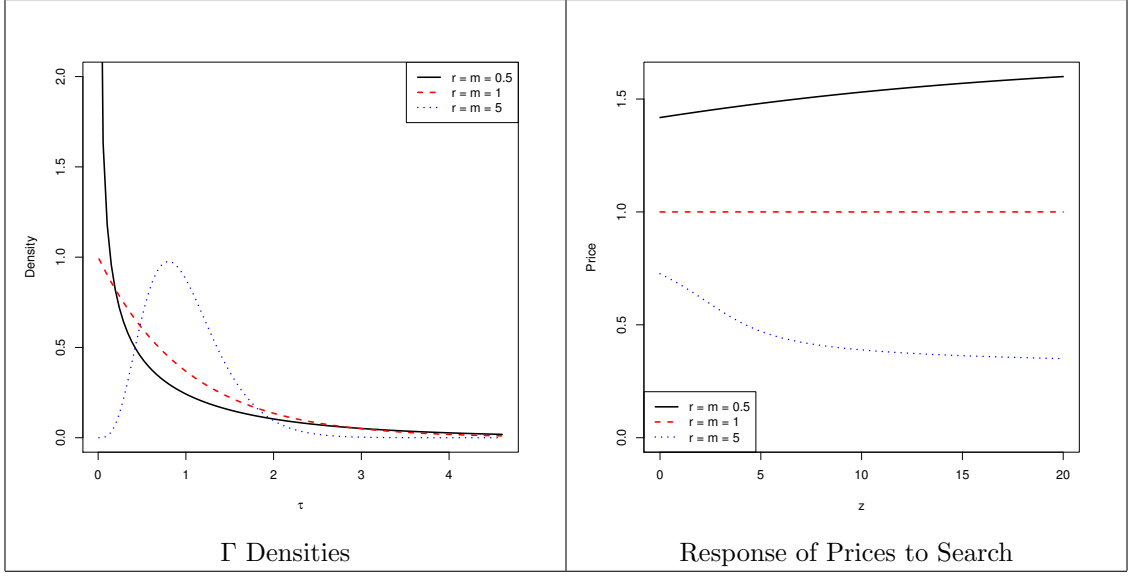 r = m = 0.5
r = m = 1
r = m = 5
2.0
1.5
1.0
0.5
0.0
Density
0 1 2 3 4
τ
Γ Densities
1.5
1.0
0.5
0.0
Price
r = m = 0.5
r = m = 1
r = m = 5
0 5 10 15 20
z
Response of Prices to Search